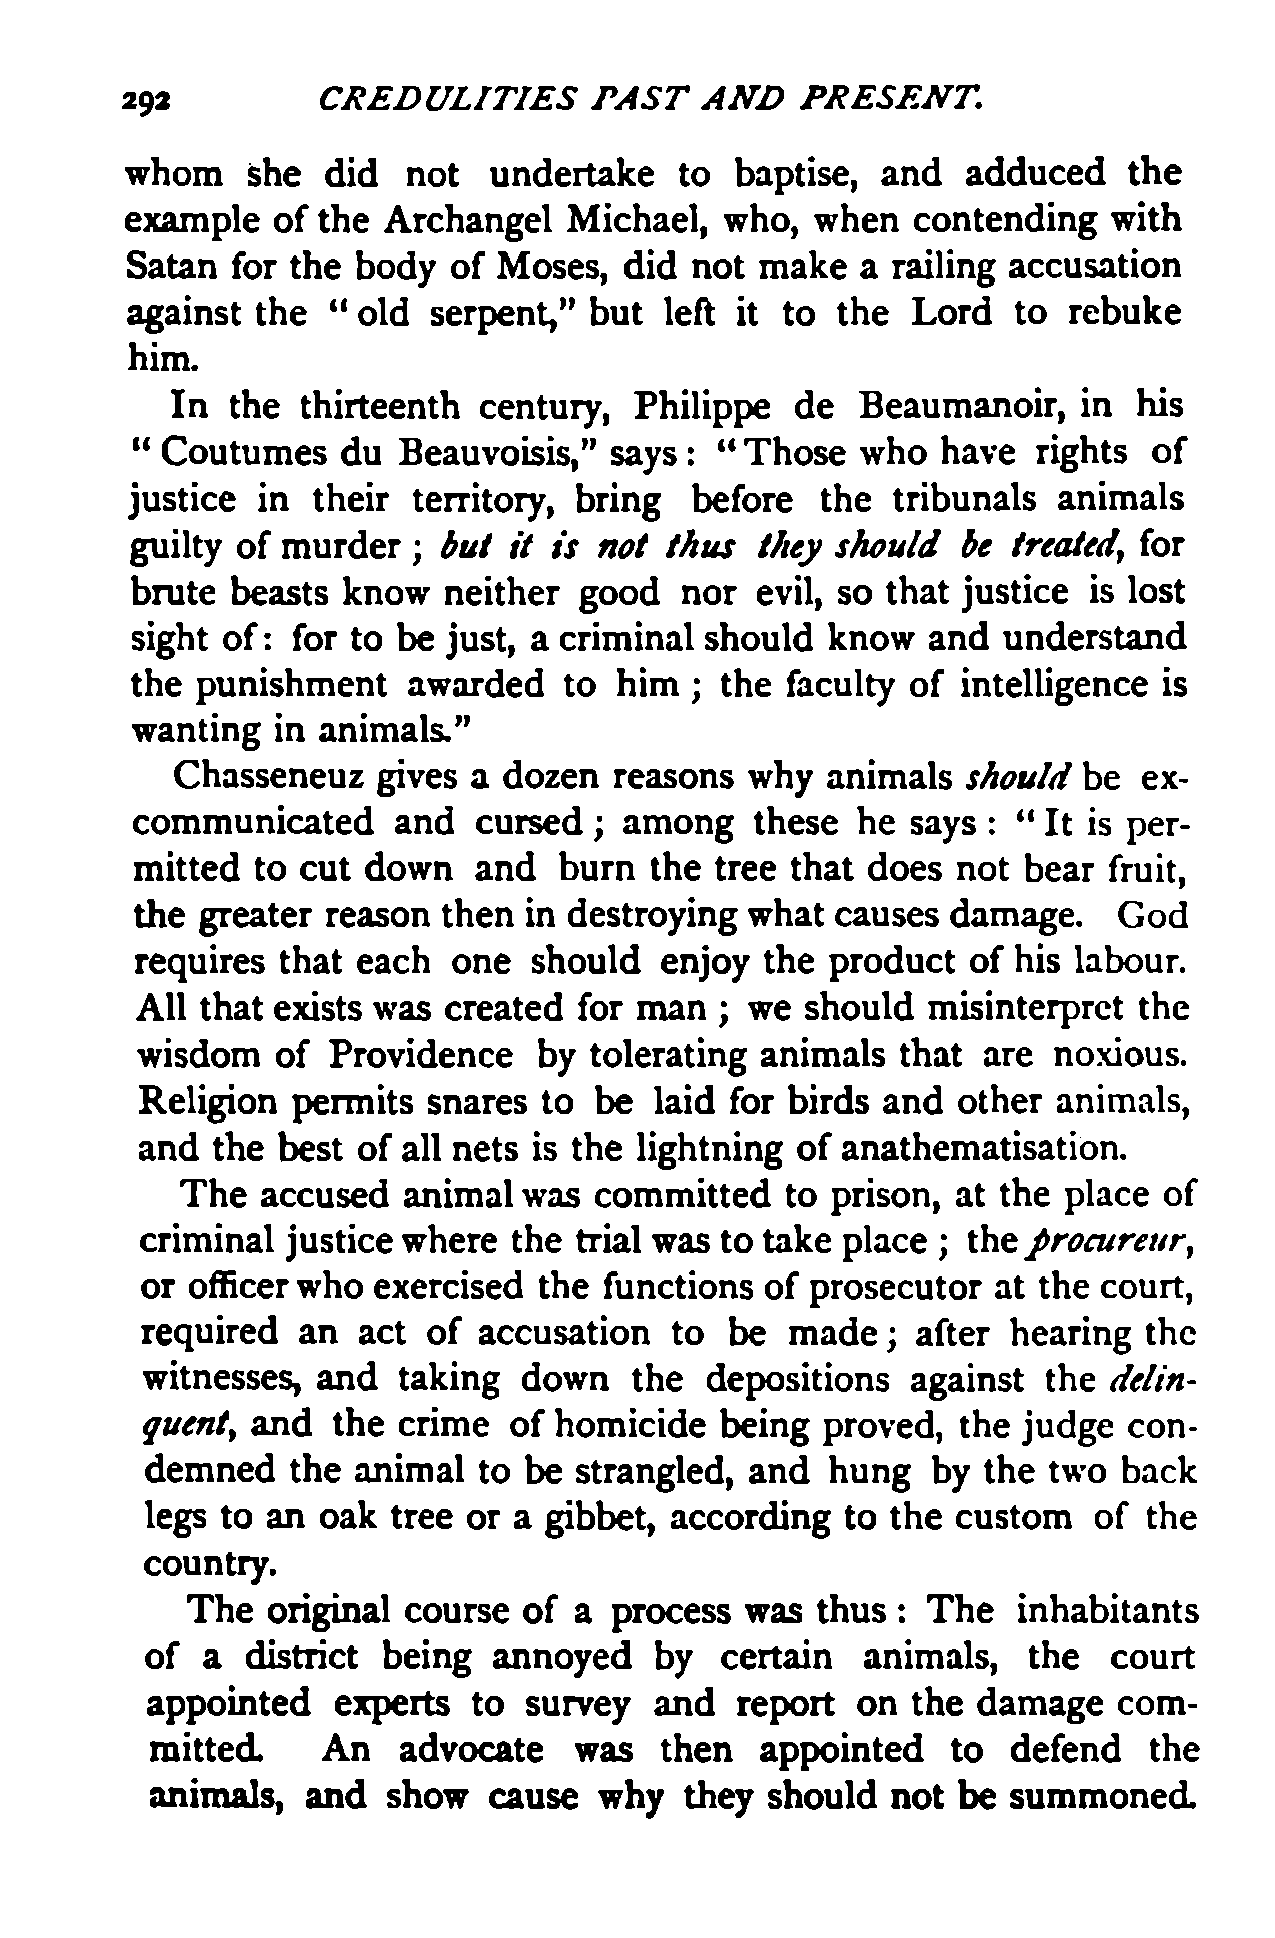 292 CREDULITIES PAST AND PRESENT.
whom she did not undertake to baptise, and adduced the
example of the Archangel Michael, who, when contending with
Satan for the body of Moses, did not make a railing accusation
against the "old serpent," but left it to the Lord to rebuke
him.
In the thirteenth century, Philippe de Beaumanoir, in his
"Coutumes du Beauvoisis," says: "Those who have rights of
justice in their territory, bring before the tribunals animals
guilty of murder; but it is not thus they should be treated, for
brute beasts know neither good nor evil, so that justice is lost
sight of: for to be just, a criminal should know and understand
the punishment awarded to him; the faculty of intelligence is
wanting in animals."
Chasseneuz gives a dozen reasons why animals should be ex-
communicated and cursed; among these he says: "It is per-
mitted to cut down and burn the tree that does not bear fruit,
the greater reason then in destroying what causes damage. God
requires that each one should enjoy the product of his labour.
All that exists was created for man; we should misinterpret the
wisdom of Providence by tolerating animals that are noxious.
Religion permits snares to be laid for birds and other animals,
and the best of all nets is the lightning of anathematisation.
The accused animal was committed to prison, at the place of
criminal justice where the trial was to take place; the procureur,
or officer who exercised the functions of prosecutor at the court,
required an act of accusation to be made; after hearing the
witnesses, and taking down the depositions against the delin-
quent, and the crime of homicide being proved, the judge con-
demned the animal to be strangled, and hung by the two back
legs to an oak tree or a gibbet, according to the custom of the
country.
The original course of a process was thus: The inhabitants
of a district being annoyed by certain animals, the court
appointed experts to survey and report on the damage com-
mitted. An advocate was then appointed to defend the
animals, and show cause why they should not be summoned.